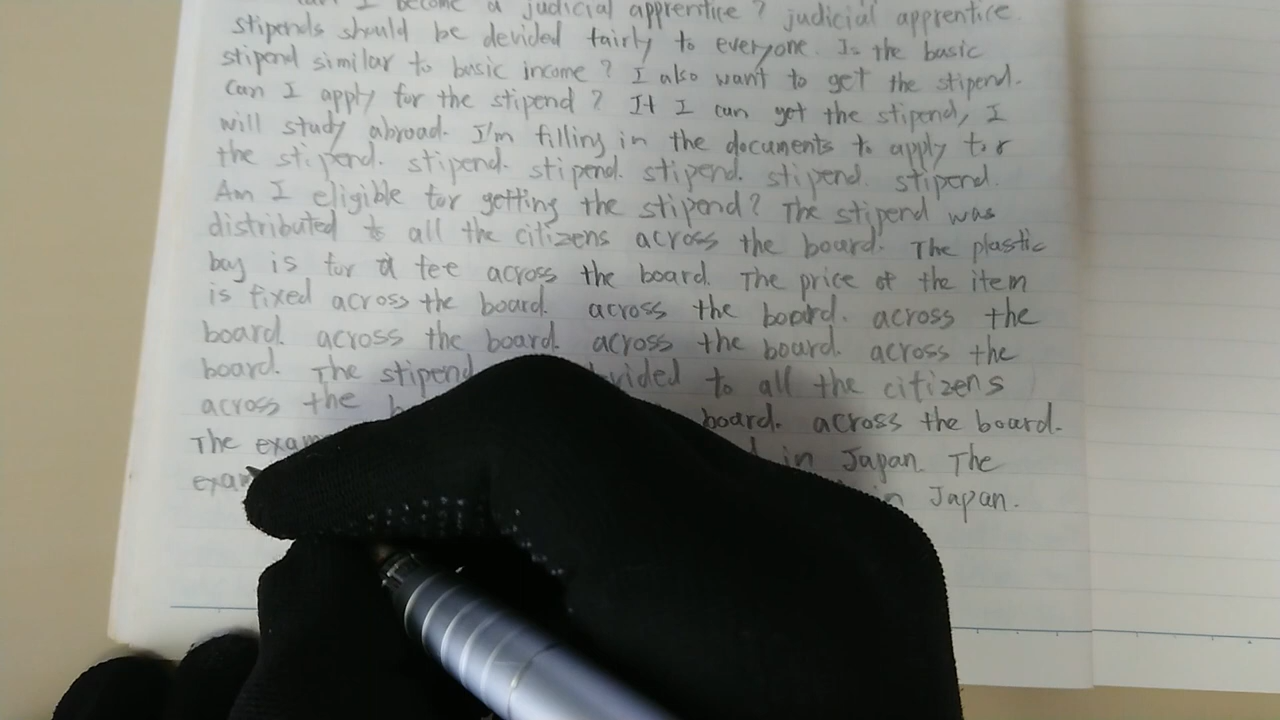 I become a judicial apprentice? judicial apprentice
stipends should be devided fairly to everyone. Is the basic
stipend similar to basic income? I also want to get the stipend.
Can I apply for the stipend? If I can get the stipend, I
will study abroad. I'm filling in the documents to apply for
the stipend. stipend. stipend. stipend. stipend. stipend.
Am I eligible for getting the stipend? The stipend was
distributed to all the citizens across the board. The plastic
bag is for a fee across the board. The price of the item
is fixed across the board. across the board. across the
board. across the board. across the board. across the
board. The stipend to all the citizens
across the board. across the board.
The in Japan. The
in Japan.